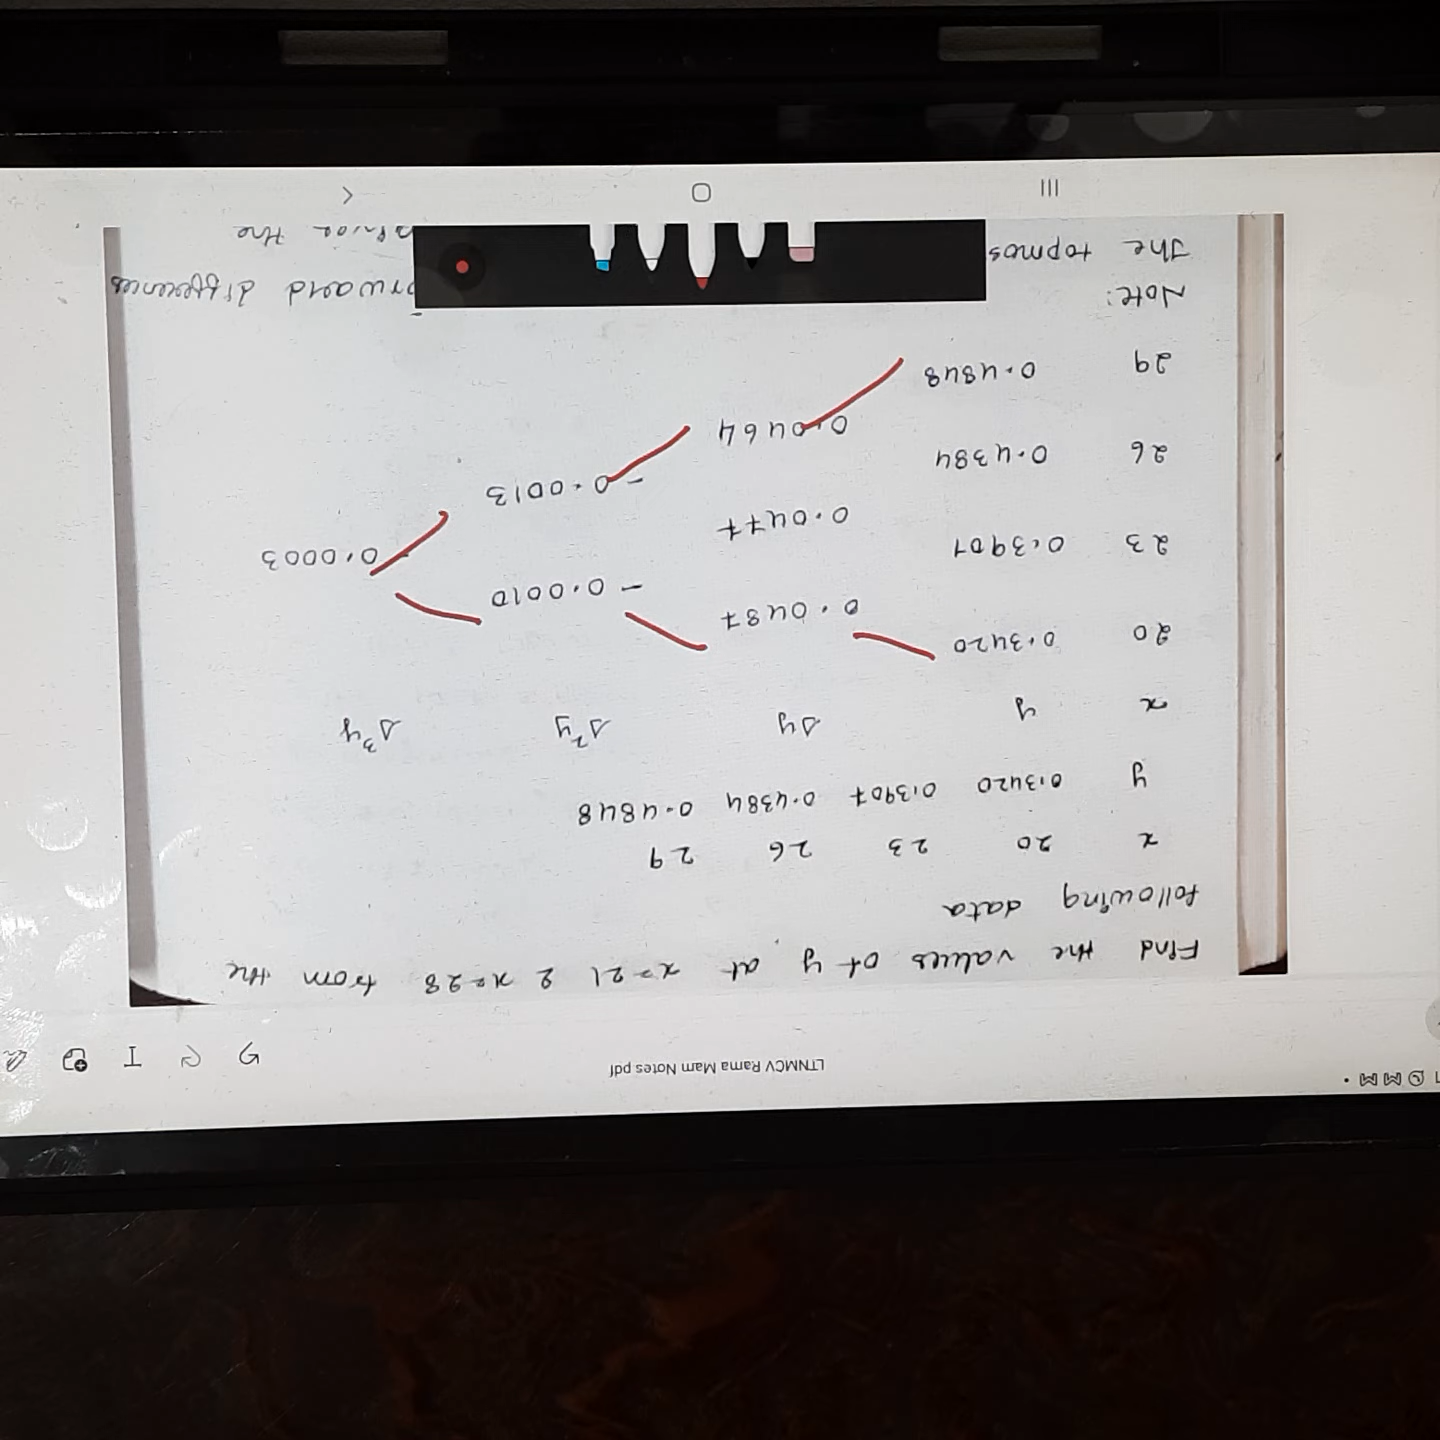 LTNMCV Rama Mam Notes pdf
T
Find the values of y at x=21 & x=28 from the
following data
x 20 23 26 29
y 0.3420 0.3907 0.4384 0.4848
x y Δy Δ²y Δ³y
20 0.3420
0.0487
23 0.3907 -0.0010
0.0477 -0.0003
26 0.4384 -0.0013
0.0464
29 0.4848
Note:
The topmos